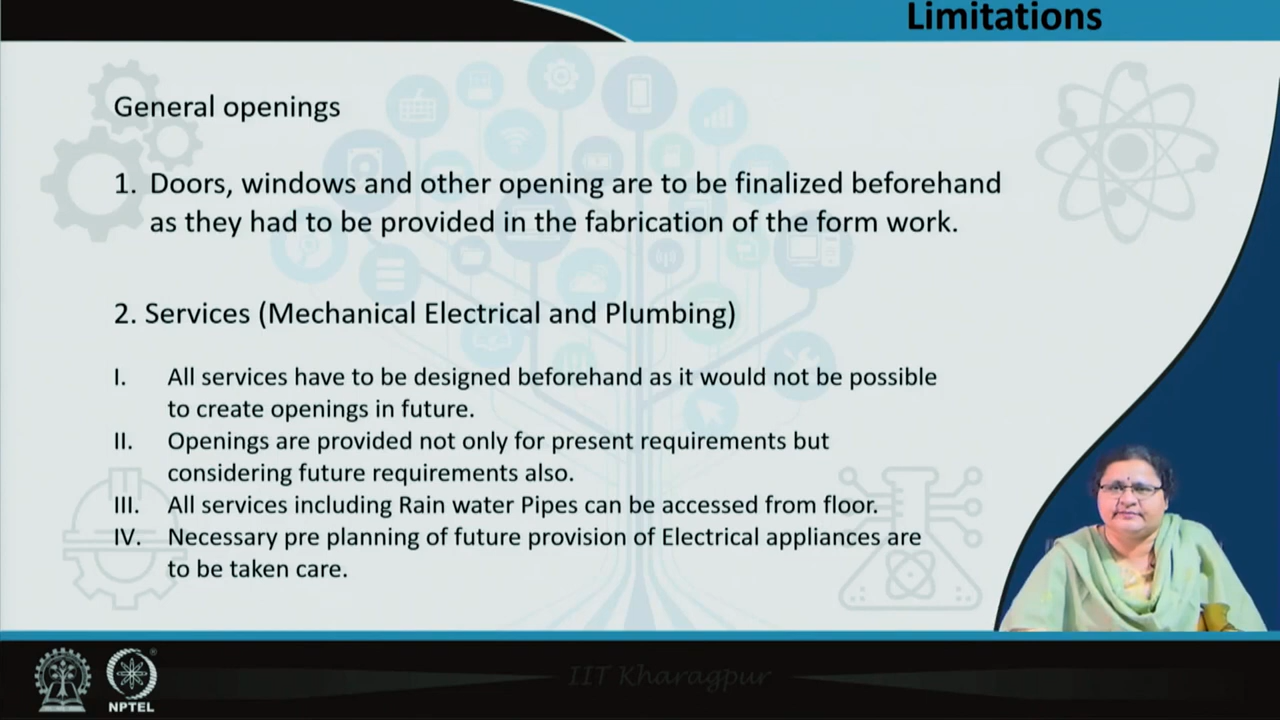 Limitations
General openings
1. Doors, windows and other opening are to be finalized beforehand
as they had to be provided in the fabrication of the form work.
2. Services (Mechanical Electrical and Plumbing)
I. All services have to be designed beforehand as it would not be possible
to create openings in future.
II. Openings are provided not only for present requirements but
considering future requirements also.
III. All services including Rain water Pipes can be accessed from floor.
IV. Necessary pre planning of future provision of Electrical appliances are
to be taken care.
IIT Kharagpur
NPTEL